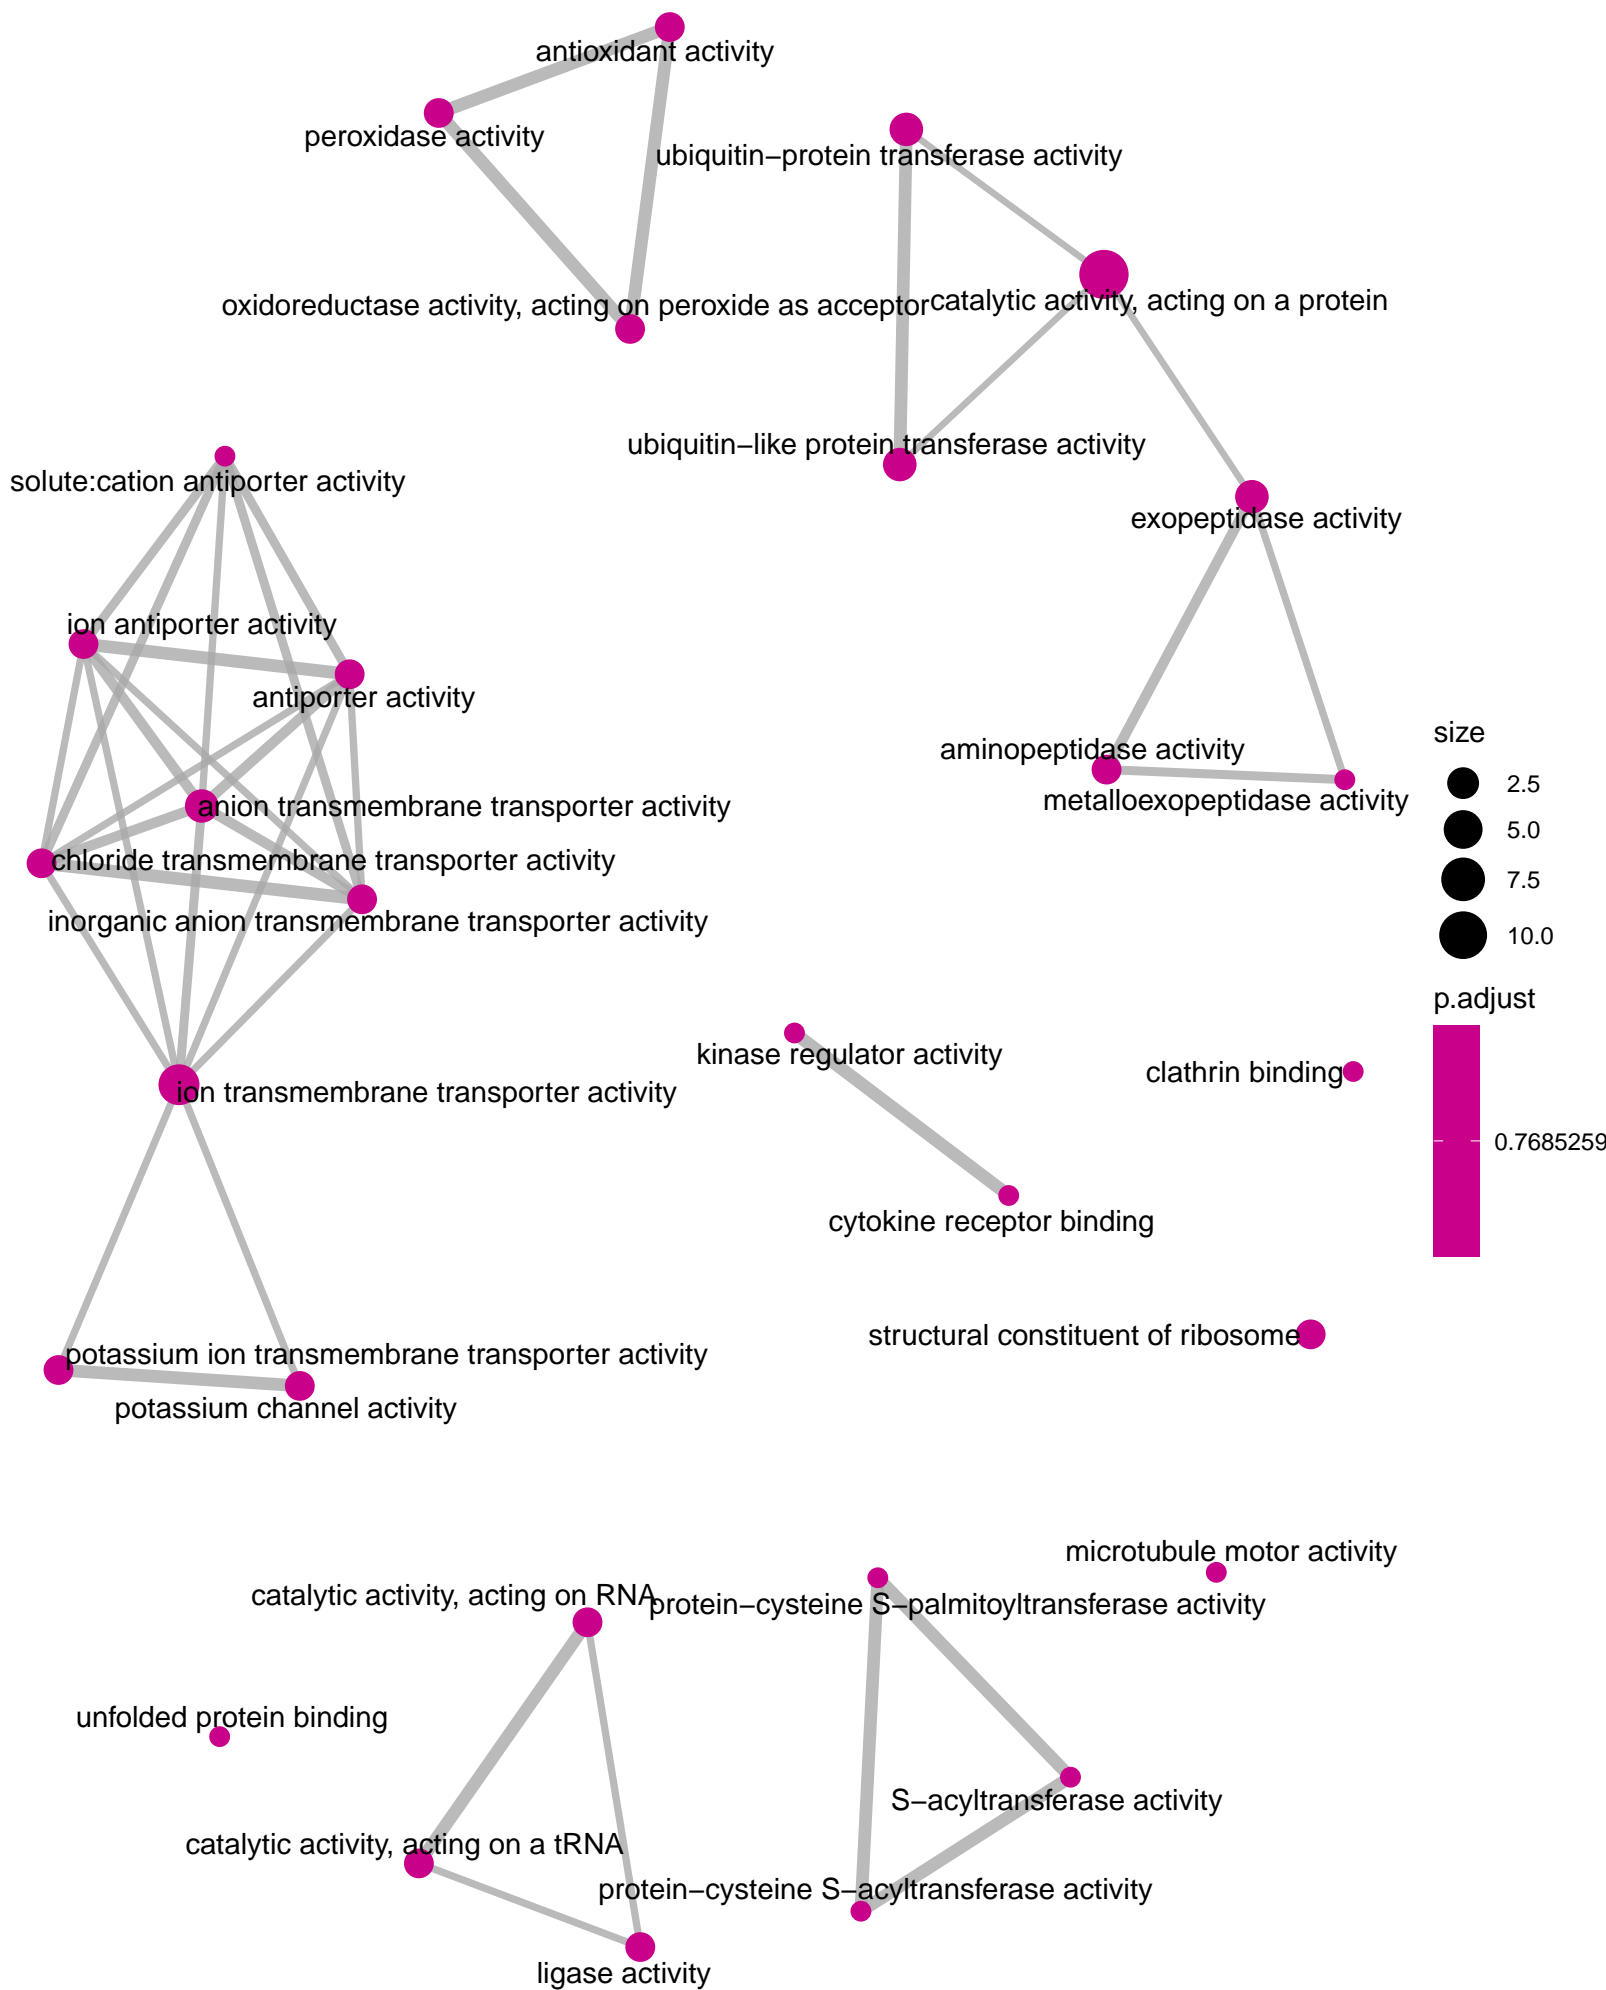 antioxidant activity
peroxidase activity
ubiquitin−protein transferase activity
oxidoreductase activity, acting on peroxide as acceptor
catalytic activity, acting on a protein
ubiquitin−like protein transferase activity
solute:cation antiporter activity
exopeptidase activity
ion antiporter activity
antiporter activity
aminopeptidase activity
metalloexopeptidase activity
anion transmembrane transporter activity
chloride transmembrane transporter activity
inorganic anion transmembrane transporter activity
size
2.5
5.0
7.5
10.0
p.adjust
0.7685259
kinase regulator activity
clathrin binding
ion transmembrane transporter activity
cytokine receptor binding
structural constituent of ribosome
potassium ion transmembrane transporter activity
potassium channel activity
microtubule motor activity
catalytic activity, acting on RNA
protein−cysteine S−palmitoyltransferase activity
unfolded protein binding
S−acyltransferase activity
catalytic activity, acting on a tRNA
protein−cysteine S−acyltransferase activity
ligase activity